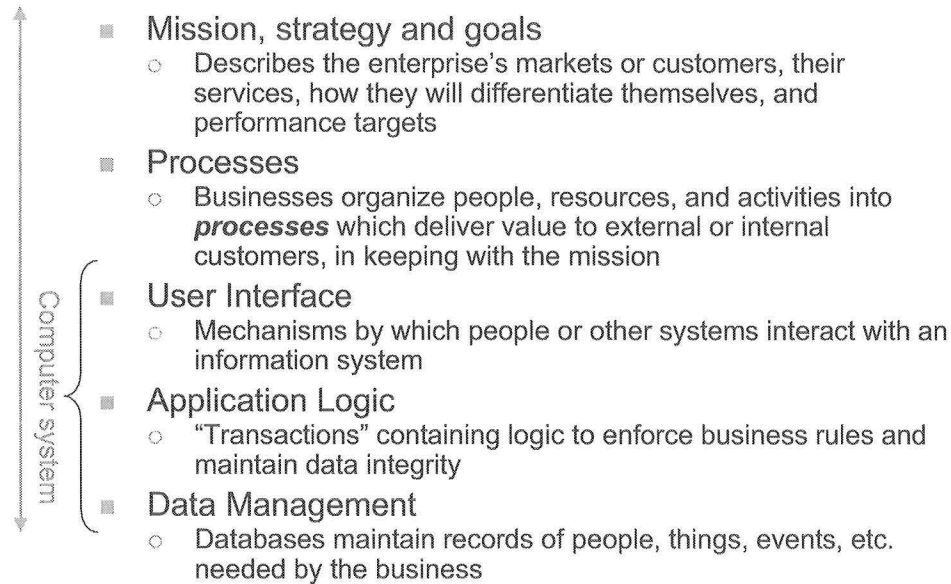 Mission, strategy and goals
Describes the enterprise's markets or customers, their
services, how they will differentiate themselves, and
performance targets
Processes
Businesses organize people, resources, and activities into
processes which deliver value to external or internal
customers, in keeping with the mission
User Interface
Mechanisms by which people or other systems interact with an
information system
Application Logic
“Transactions” containing logic to enforce business rules and
maintain data integrity
Data Management
Databases maintain records of people, things, events, etc.
needed by the business
Computer system